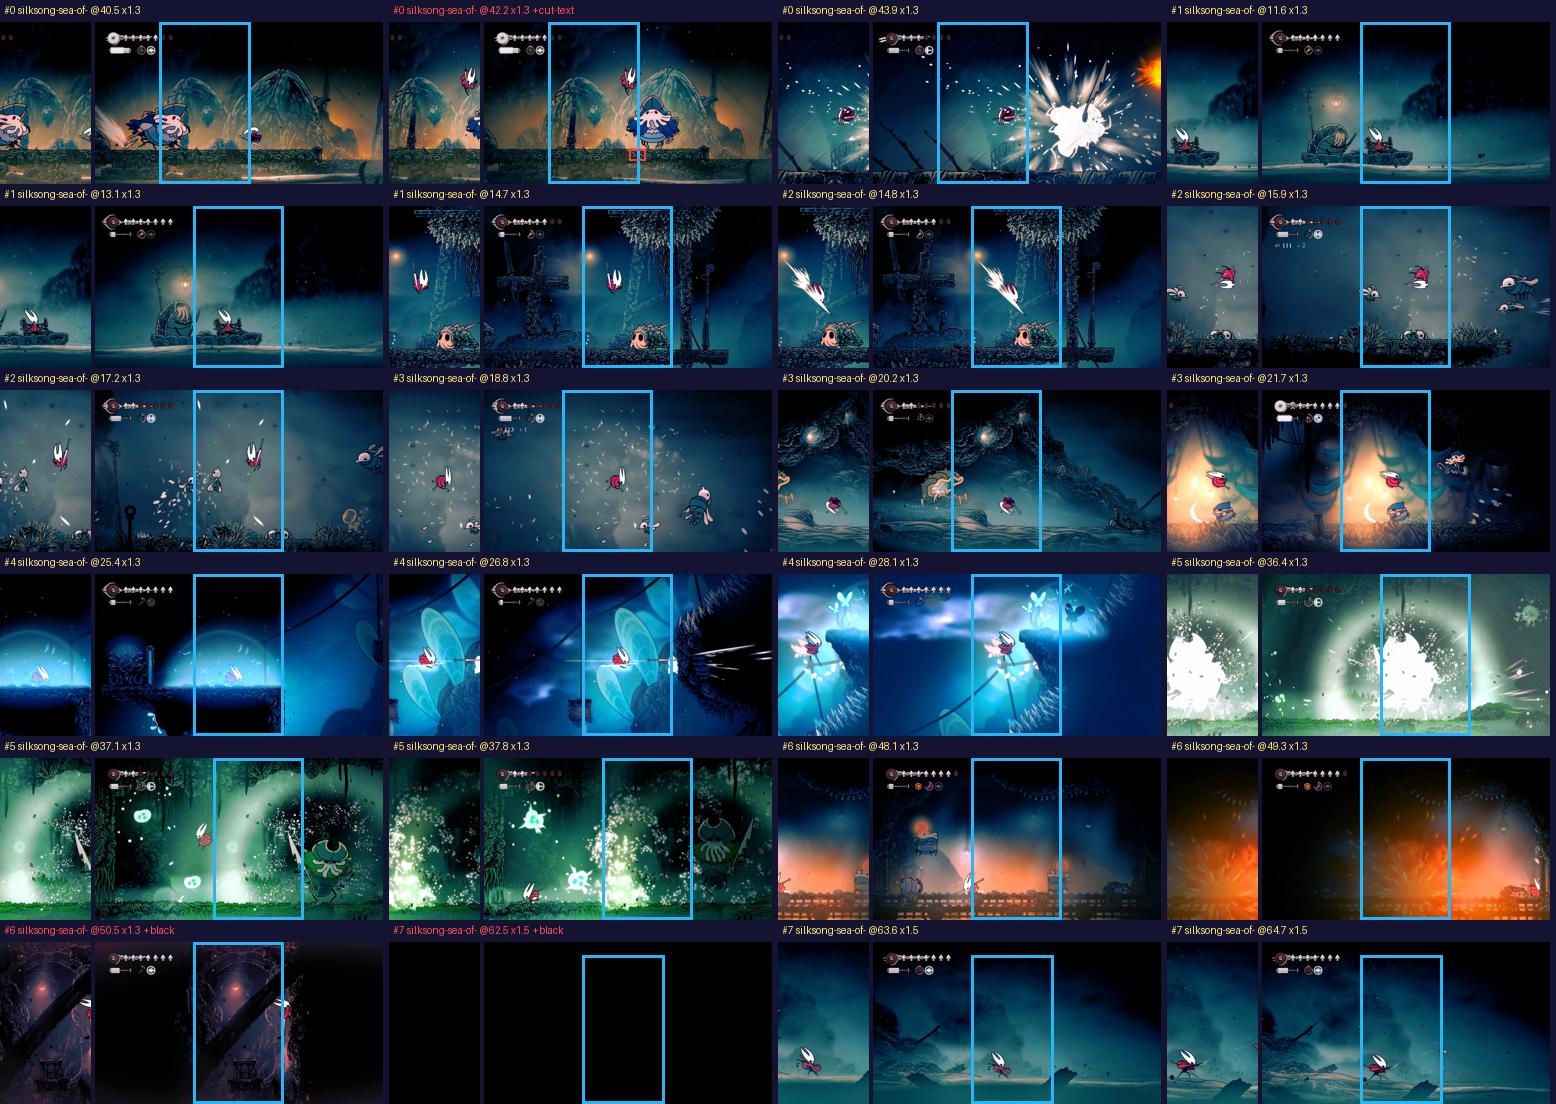 #0 silksong-sea-of- @40.5 x1.3
#0 silksong-sea-of- @42.2 x1.3 +cut-text
#0 silksong-sea-of- @43.9 x1.3
#1 silksong-sea-of- @11.6 x1.3
#1 silksong-sea-of- @13.1 x1.3
#1 silksong-sea-of- @14.7 x1.3
#2 silksong-sea-of- @14.8 x1.3
#2 silksong-sea-of- @15.9 x1.3
#2 silksong-sea-of- @17.2 x1.3
#3 silksong-sea-of- @18.8 x1.3
#3 silksong-sea-of- @20.2 x1.3
#3 silksong-sea-of- @21.7 x1.3
#4 silksong-sea-of- @25.4 x1.3
#4 silksong-sea-of- @26.8 x1.3
#4 silksong-sea-of- @28.1 x1.3
#5 silksong-sea-of- @36.4 x1.3
#5 silksong-sea-of- @37.1 x1.3
#5 silksong-sea-of- @37.8 x1.3
#6 silksong-sea-of- @48.1 x1.3
#6 silksong-sea-of- @49.3 x1.3
#6 silksong-sea-of- @50.5 x1.3 +black
#7 silksong-sea-of- @62.5 x1.5 +black
#7 silksong-sea-of- @63.6 x1.5
#7 silksong-sea-of- @64.7 x1.5